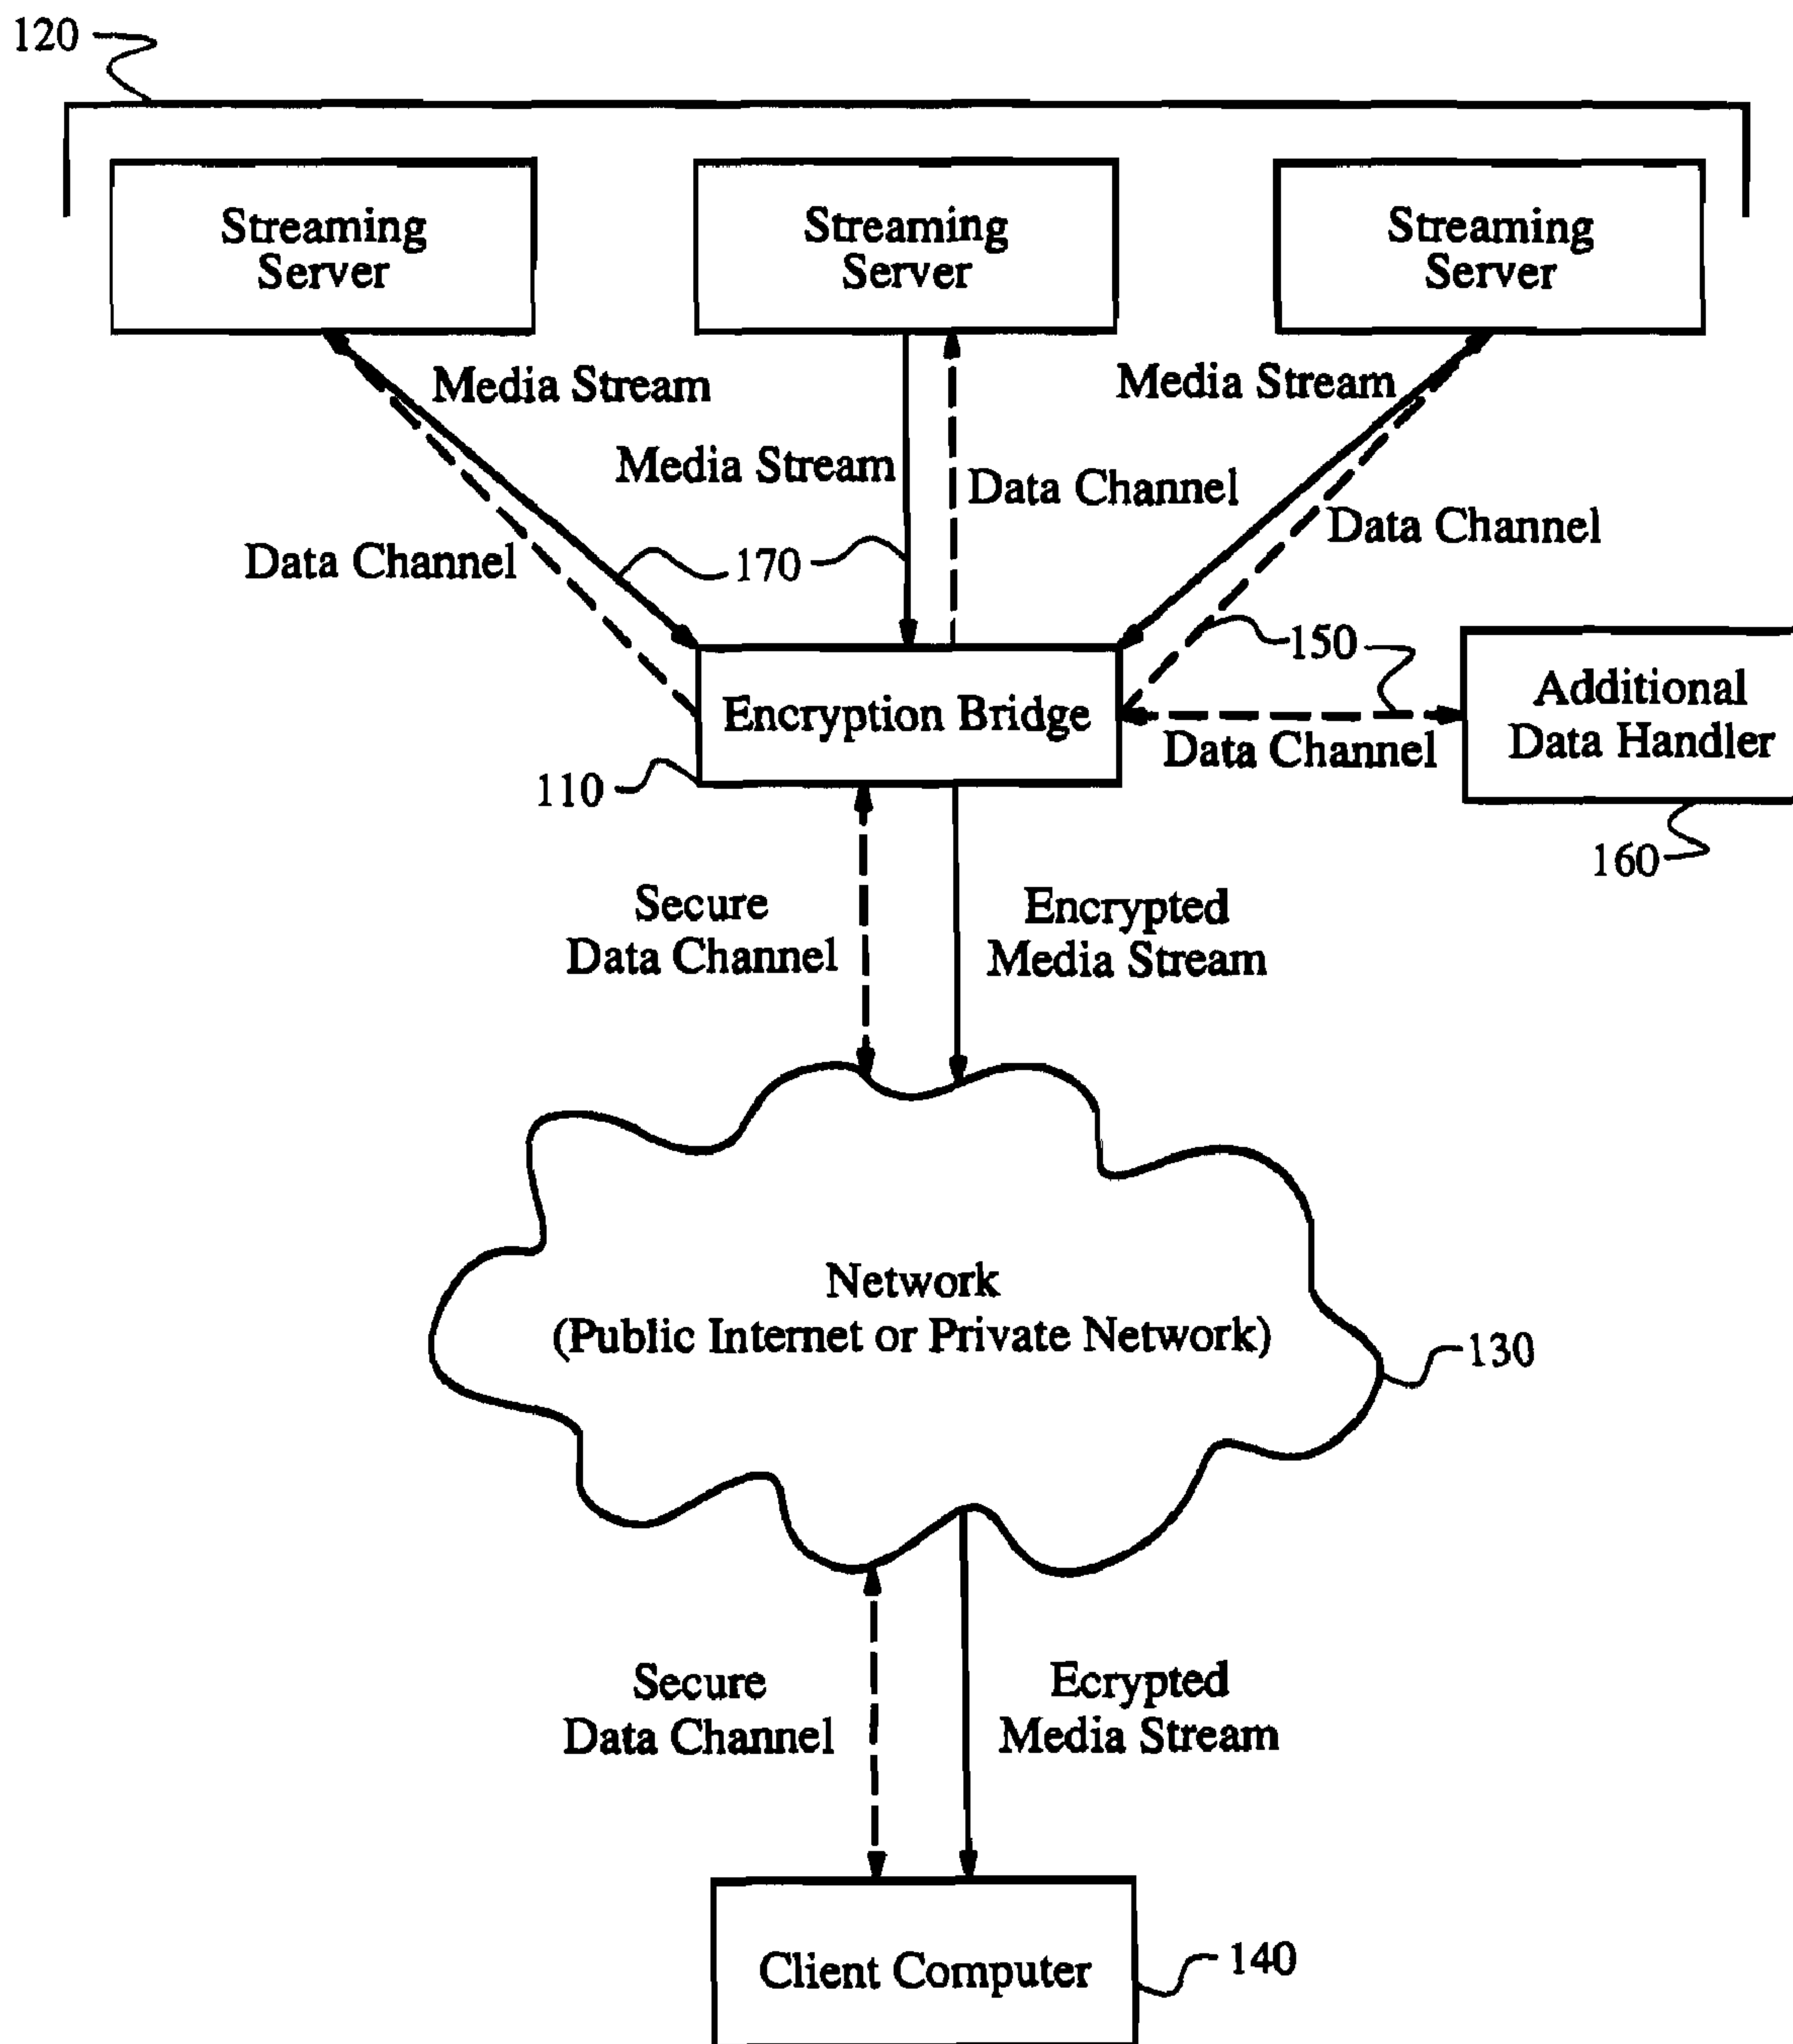 120
Streaming
Server
Streaming
Server
Streaming
Server
Media Stream
Media Stream
Media Stream
Data Channel
Data Channel
Data Channel
170
150
Encryption Bridge
Additional
Data Handler
Data Channel
110
160
Secure
Data Channel
Encrypted
Media Stream
Network
(Public Internet or Private Network)
130
Secure
Data Channel
Ecrypted
Media Stream
Client Computer
140